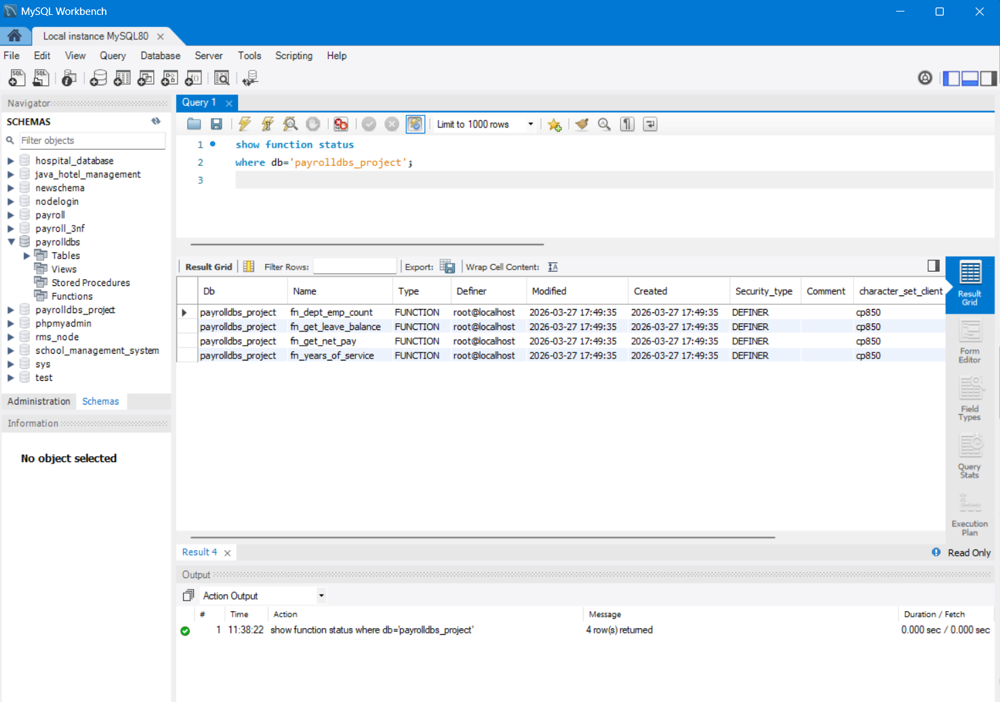 MySQL Workbench
Local instance MySQL80
File Edit View Query Database Server Tools Scripting Help
Navigator
SCHEMAS
Filter objects
hospital_database
java_hotel_management
newschema
nodelogin
payroll
payroll_3nf
payrolldbs
Tables
Views
Stored Procedures
Functions
payrolldbs_project
phpmyadmin
rms_node
school_management_system
sys
test
Administration Schemas
Information
No object selected
Query 1
Limit to 1000 rows
1 show function status
2 where db='payrolldbs_project';
3
Result Grid Filter Rows: Export: Wrap Cell Content:
Db Name Type Definer Modified Created Security_type Comment character_set_client
payrolldbs_project fn_dept_emp_count FUNCTION root@localhost 2026-03-27 17:49:35 2026-03-27 17:49:35 DEFINER cp850
payrolldbs_project fn_get_leave_balance FUNCTION root@localhost 2026-03-27 17:49:35 2026-03-27 17:49:35 DEFINER cp850
payrolldbs_project fn_get_net_pay FUNCTION root@localhost 2026-03-27 17:49:35 2026-03-27 17:49:35 DEFINER cp850
payrolldbs_project fn_years_of_service FUNCTION root@localhost 2026-03-27 17:49:35 2026-03-27 17:49:35 DEFINER cp850
Result
Grid
Form
Editor
Field
Types
Query
Stats
Execution
Plan
Result 4
Read Only
Output
Action Output
# Time Action Message Duration / Fetch
1 11:38:22 show function status where db='payrolldbs_project' 4 row(s) returned 0.000 sec / 0.000 sec